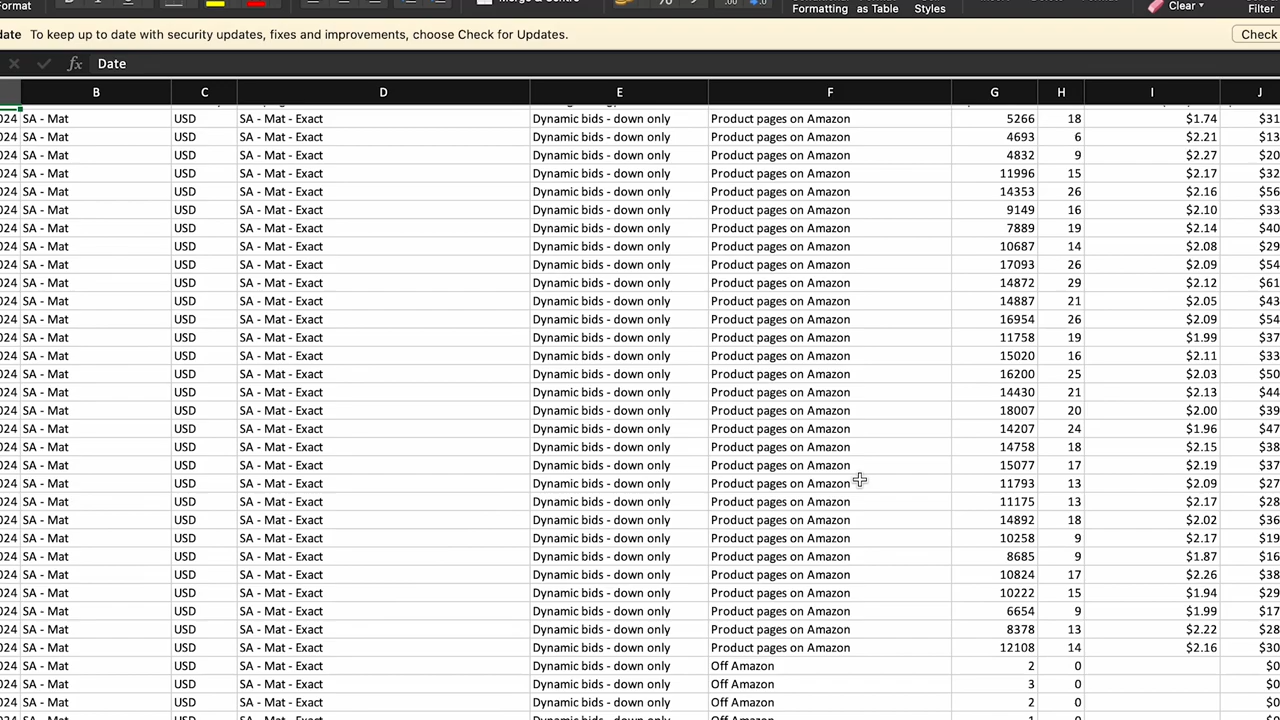 Format Merge & Centre Formatting as Table Styles Clear Filter
date To keep up to date with security updates, fixes and improvements, choose Check for Updates. Check
fx Date
B C D E F G H I J
024 SA - Mat USD SA - Mat - Exact Dynamic bids - down only Product pages on Amazon 5266 18 $1.74 $31
024 SA - Mat USD SA - Mat - Exact Dynamic bids - down only Product pages on Amazon 4693 6 $2.21 $13
024 SA - Mat USD SA - Mat - Exact Dynamic bids - down only Product pages on Amazon 4832 9 $2.27 $20
024 SA - Mat USD SA - Mat - Exact Dynamic bids - down only Product pages on Amazon 11996 15 $2.17 $32
024 SA - Mat USD SA - Mat - Exact Dynamic bids - down only Product pages on Amazon 14353 26 $2.16 $56
024 SA - Mat USD SA - Mat - Exact Dynamic bids - down only Product pages on Amazon 9149 16 $2.10 $33
024 SA - Mat USD SA - Mat - Exact Dynamic bids - down only Product pages on Amazon 7889 19 $2.14 $40
024 SA - Mat USD SA - Mat - Exact Dynamic bids - down only Product pages on Amazon 10687 14 $2.08 $29
024 SA - Mat USD SA - Mat - Exact Dynamic bids - down only Product pages on Amazon 17093 26 $2.09 $54
024 SA - Mat USD SA - Mat - Exact Dynamic bids - down only Product pages on Amazon 14872 29 $2.12 $61
024 SA - Mat USD SA - Mat - Exact Dynamic bids - down only Product pages on Amazon 14887 21 $2.05 $43
024 SA - Mat USD SA - Mat - Exact Dynamic bids - down only Product pages on Amazon 16954 26 $2.09 $54
024 SA - Mat USD SA - Mat - Exact Dynamic bids - down only Product pages on Amazon 11758 19 $1.99 $37
024 SA - Mat USD SA - Mat - Exact Dynamic bids - down only Product pages on Amazon 15020 16 $2.11 $33
024 SA - Mat USD SA - Mat - Exact Dynamic bids - down only Product pages on Amazon 16200 25 $2.03 $50
024 SA - Mat USD SA - Mat - Exact Dynamic bids - down only Product pages on Amazon 14430 21 $2.13 $44
024 SA - Mat USD SA - Mat - Exact Dynamic bids - down only Product pages on Amazon 18007 20 $2.00 $39
024 SA - Mat USD SA - Mat - Exact Dynamic bids - down only Product pages on Amazon 14207 24 $1.96 $47
024 SA - Mat USD SA - Mat - Exact Dynamic bids - down only Product pages on Amazon 14758 18 $2.15 $38
024 SA - Mat USD SA - Mat - Exact Dynamic bids - down only Product pages on Amazon 15077 17 $2.19 $37
024 SA - Mat USD SA - Mat - Exact Dynamic bids - down only Product pages on Amazon 11793 13 $2.09 $27
024 SA - Mat USD SA - Mat - Exact Dynamic bids - down only Product pages on Amazon 11175 13 $2.17 $28
024 SA - Mat USD SA - Mat - Exact Dynamic bids - down only Product pages on Amazon 14892 18 $2.02 $36
024 SA - Mat USD SA - Mat - Exact Dynamic bids - down only Product pages on Amazon 10258 9 $2.17 $19
024 SA - Mat USD SA - Mat - Exact Dynamic bids - down only Product pages on Amazon 8685 9 $1.87 $16
024 SA - Mat USD SA - Mat - Exact Dynamic bids - down only Product pages on Amazon 10824 17 $2.26 $38
024 SA - Mat USD SA - Mat - Exact Dynamic bids - down only Product pages on Amazon 10222 15 $1.94 $29
024 SA - Mat USD SA - Mat - Exact Dynamic bids - down only Product pages on Amazon 6654 9 $1.99 $17
024 SA - Mat USD SA - Mat - Exact Dynamic bids - down only Product pages on Amazon 8378 13 $2.22 $28
024 SA - Mat USD SA - Mat - Exact Dynamic bids - down only Product pages on Amazon 12108 14 $2.16 $30
024 SA - Mat USD SA - Mat - Exact Dynamic bids - down only Off Amazon 2 0 $0
024 SA - Mat USD SA - Mat - Exact Dynamic bids - down only Off Amazon 3 0 $0
024 SA - Mat USD SA - Mat - Exact Dynamic bids - down only Off Amazon 2 0 $0
024 SA - Mat USD SA - Mat - Exact Dynamic bids - down only Off Amazon 1 0 $0